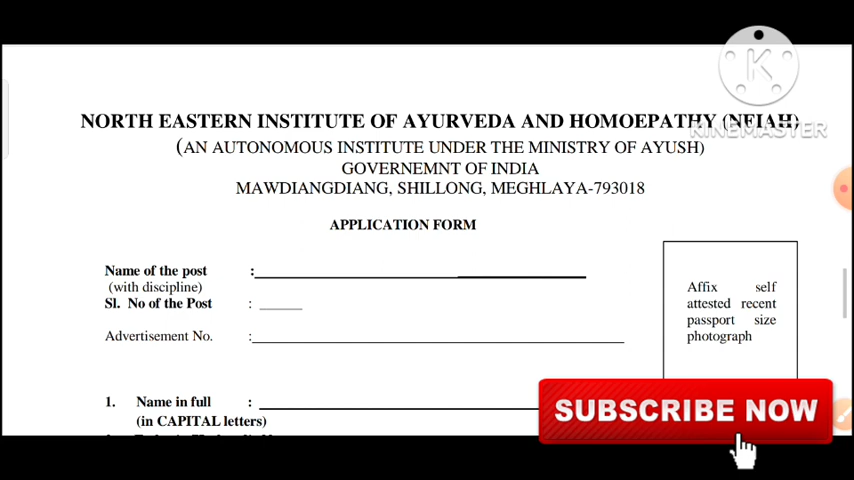 NORTH EASTERN INSTITUTE OF AYURVEDA AND HOMOEPATHY (NEIAH)
(AN AUTONOMOUS INSTITUTE UNDER THE MINISTRY OF AYUSH)
GOVERNEMNT OF INDIA
MAWDIANGDIANG, SHILLONG, MEGHLAYA-793018
KINEMASTER
APPLICATION FORM
Name of the post :
(with discipline)
Sl. No of the Post :
Advertisement No. :
Affix self
attested recent
passport size
photograph
1. Name in full :
(in CAPITAL letters)
SUBSCRIBE NOW